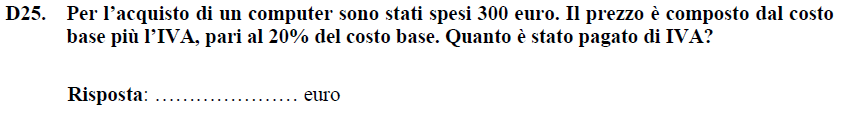 D25. Per l’acquisto di un computer sono stati spesi 300 euro. Il prezzo è composto dal costo
base più l’IVA, pari al 20% del costo base. Quanto è stato pagato di IVA?
Risposta: ………………… euro